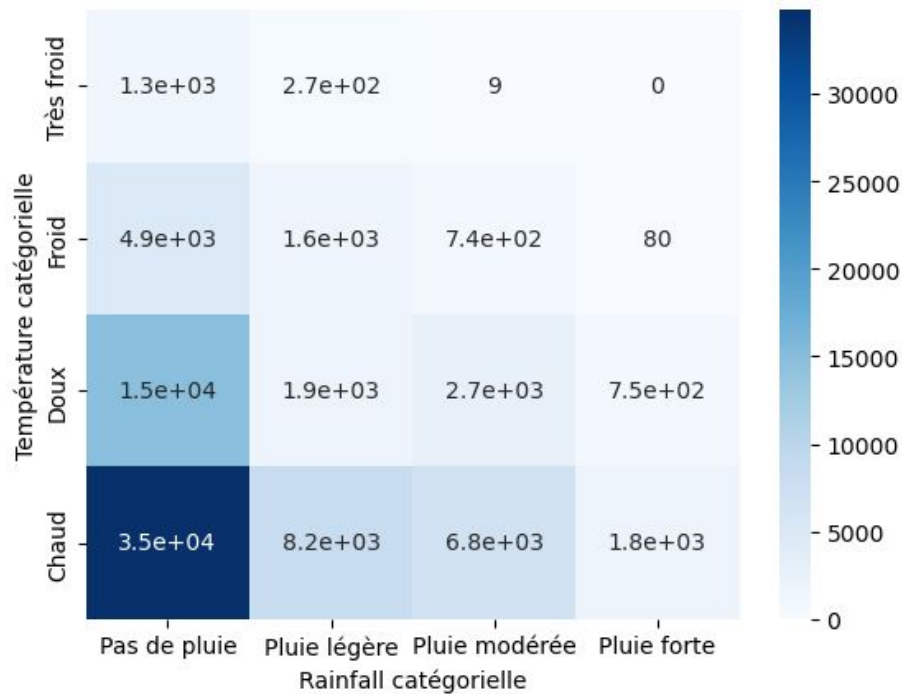 Température catégorielle
Très froid
1.3e+03 2.7e+02 9 0
Froid
4.9e+03 1.6e+03 7.4e+02 80
Doux
1.5e+04 1.9e+03 2.7e+03 7.5e+02
Chaud
3.5e+04 8.2e+03 6.8e+03 1.8e+03
Pas de pluie Pluie légère Pluie modérée Pluie forte
Rainfall catégorielle
30000
25000
20000
15000
10000
5000
0